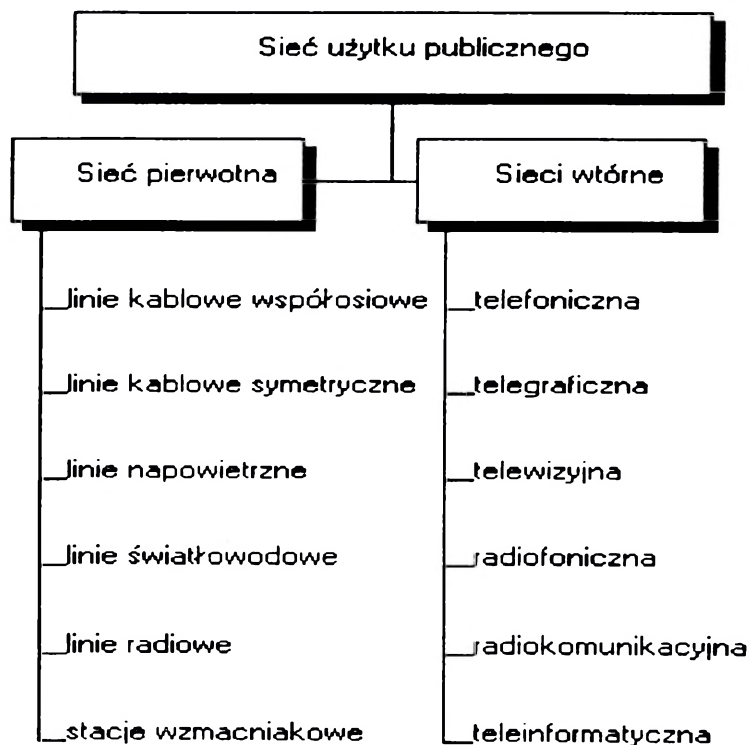 Sieć użytku publicznego
Sieć pierwotna
Sieci wtórne
linie kablowe współosiowe
linie kablowe symetryczne
linie napowietrzne
linie światłowodowe
linie radiowe
stacje wzmacniakowe
telefoniczna
telegraficzna
telewizyjna
radiofoniczna
radiokomunikacyjna
teleinformatyczna